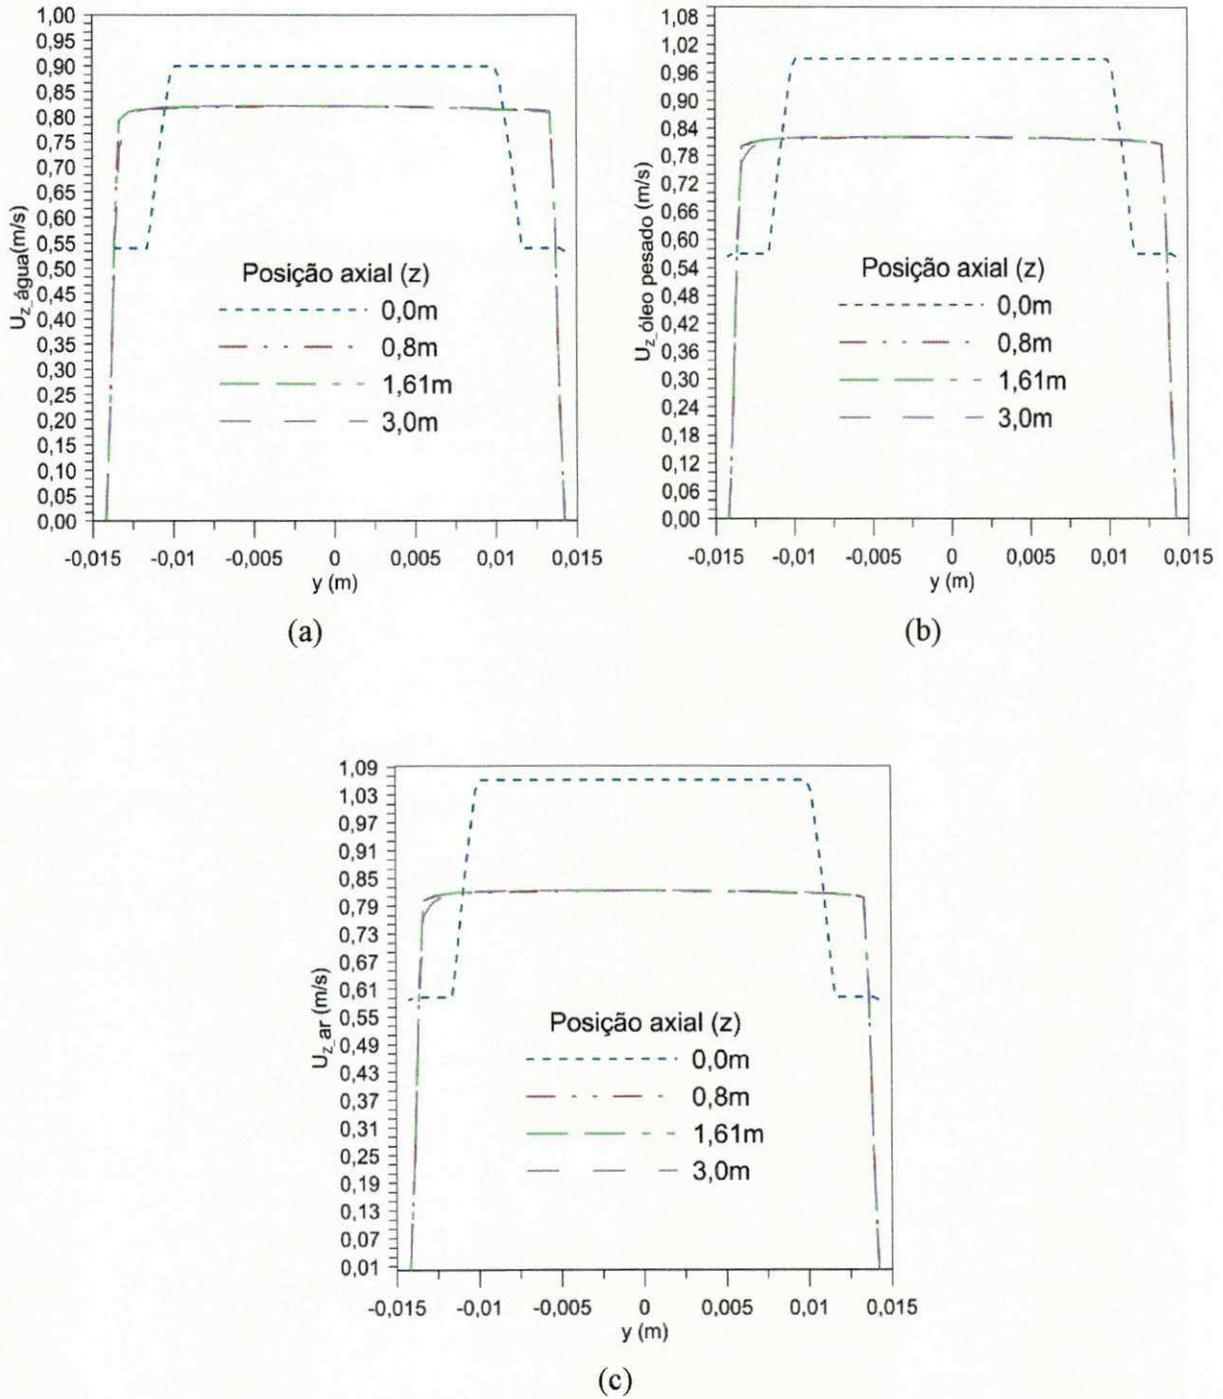 1,00
0,95
0,90
0,85
0,80
0,75
0,70
0,65
0,60
0,55
0,50
0,45
0,40
0,35
0,30
0,25
0,20
0,15
0,10
0,05
0,00
U_z_água(m/s)
Posição axial (z)
0,0m
0,8m
1,61m
3,0m
-0,015 -0,01 -0,005 0 0,005 0,01 0,015
y (m)
(a)
1,08
1,02
0,96
0,90
0,84
0,78
0,72
0,66
0,60
0,54
0,48
0,42
0,36
0,30
0,24
0,18
0,12
0,06
0,00
U_z_óleo pesado (m/s)
Posição axial (z)
0,0m
0,8m
1,61m
3,0m
-0,015 -0,01 -0,005 0 0,005 0,01 0,015
y (m)
(b)
1,09
1,03
0,97
0,91
0,85
0,79
0,73
0,67
0,61
0,55
0,49
0,43
0,37
0,31
0,25
0,19
0,13
0,07
0,01
U_z_ar (m/s)
Posição axial (z)
0,0m
0,8m
1,61m
3,0m
-0,015 -0,01 -0,005 0 0,005 0,01 0,015
y (m)
(c)